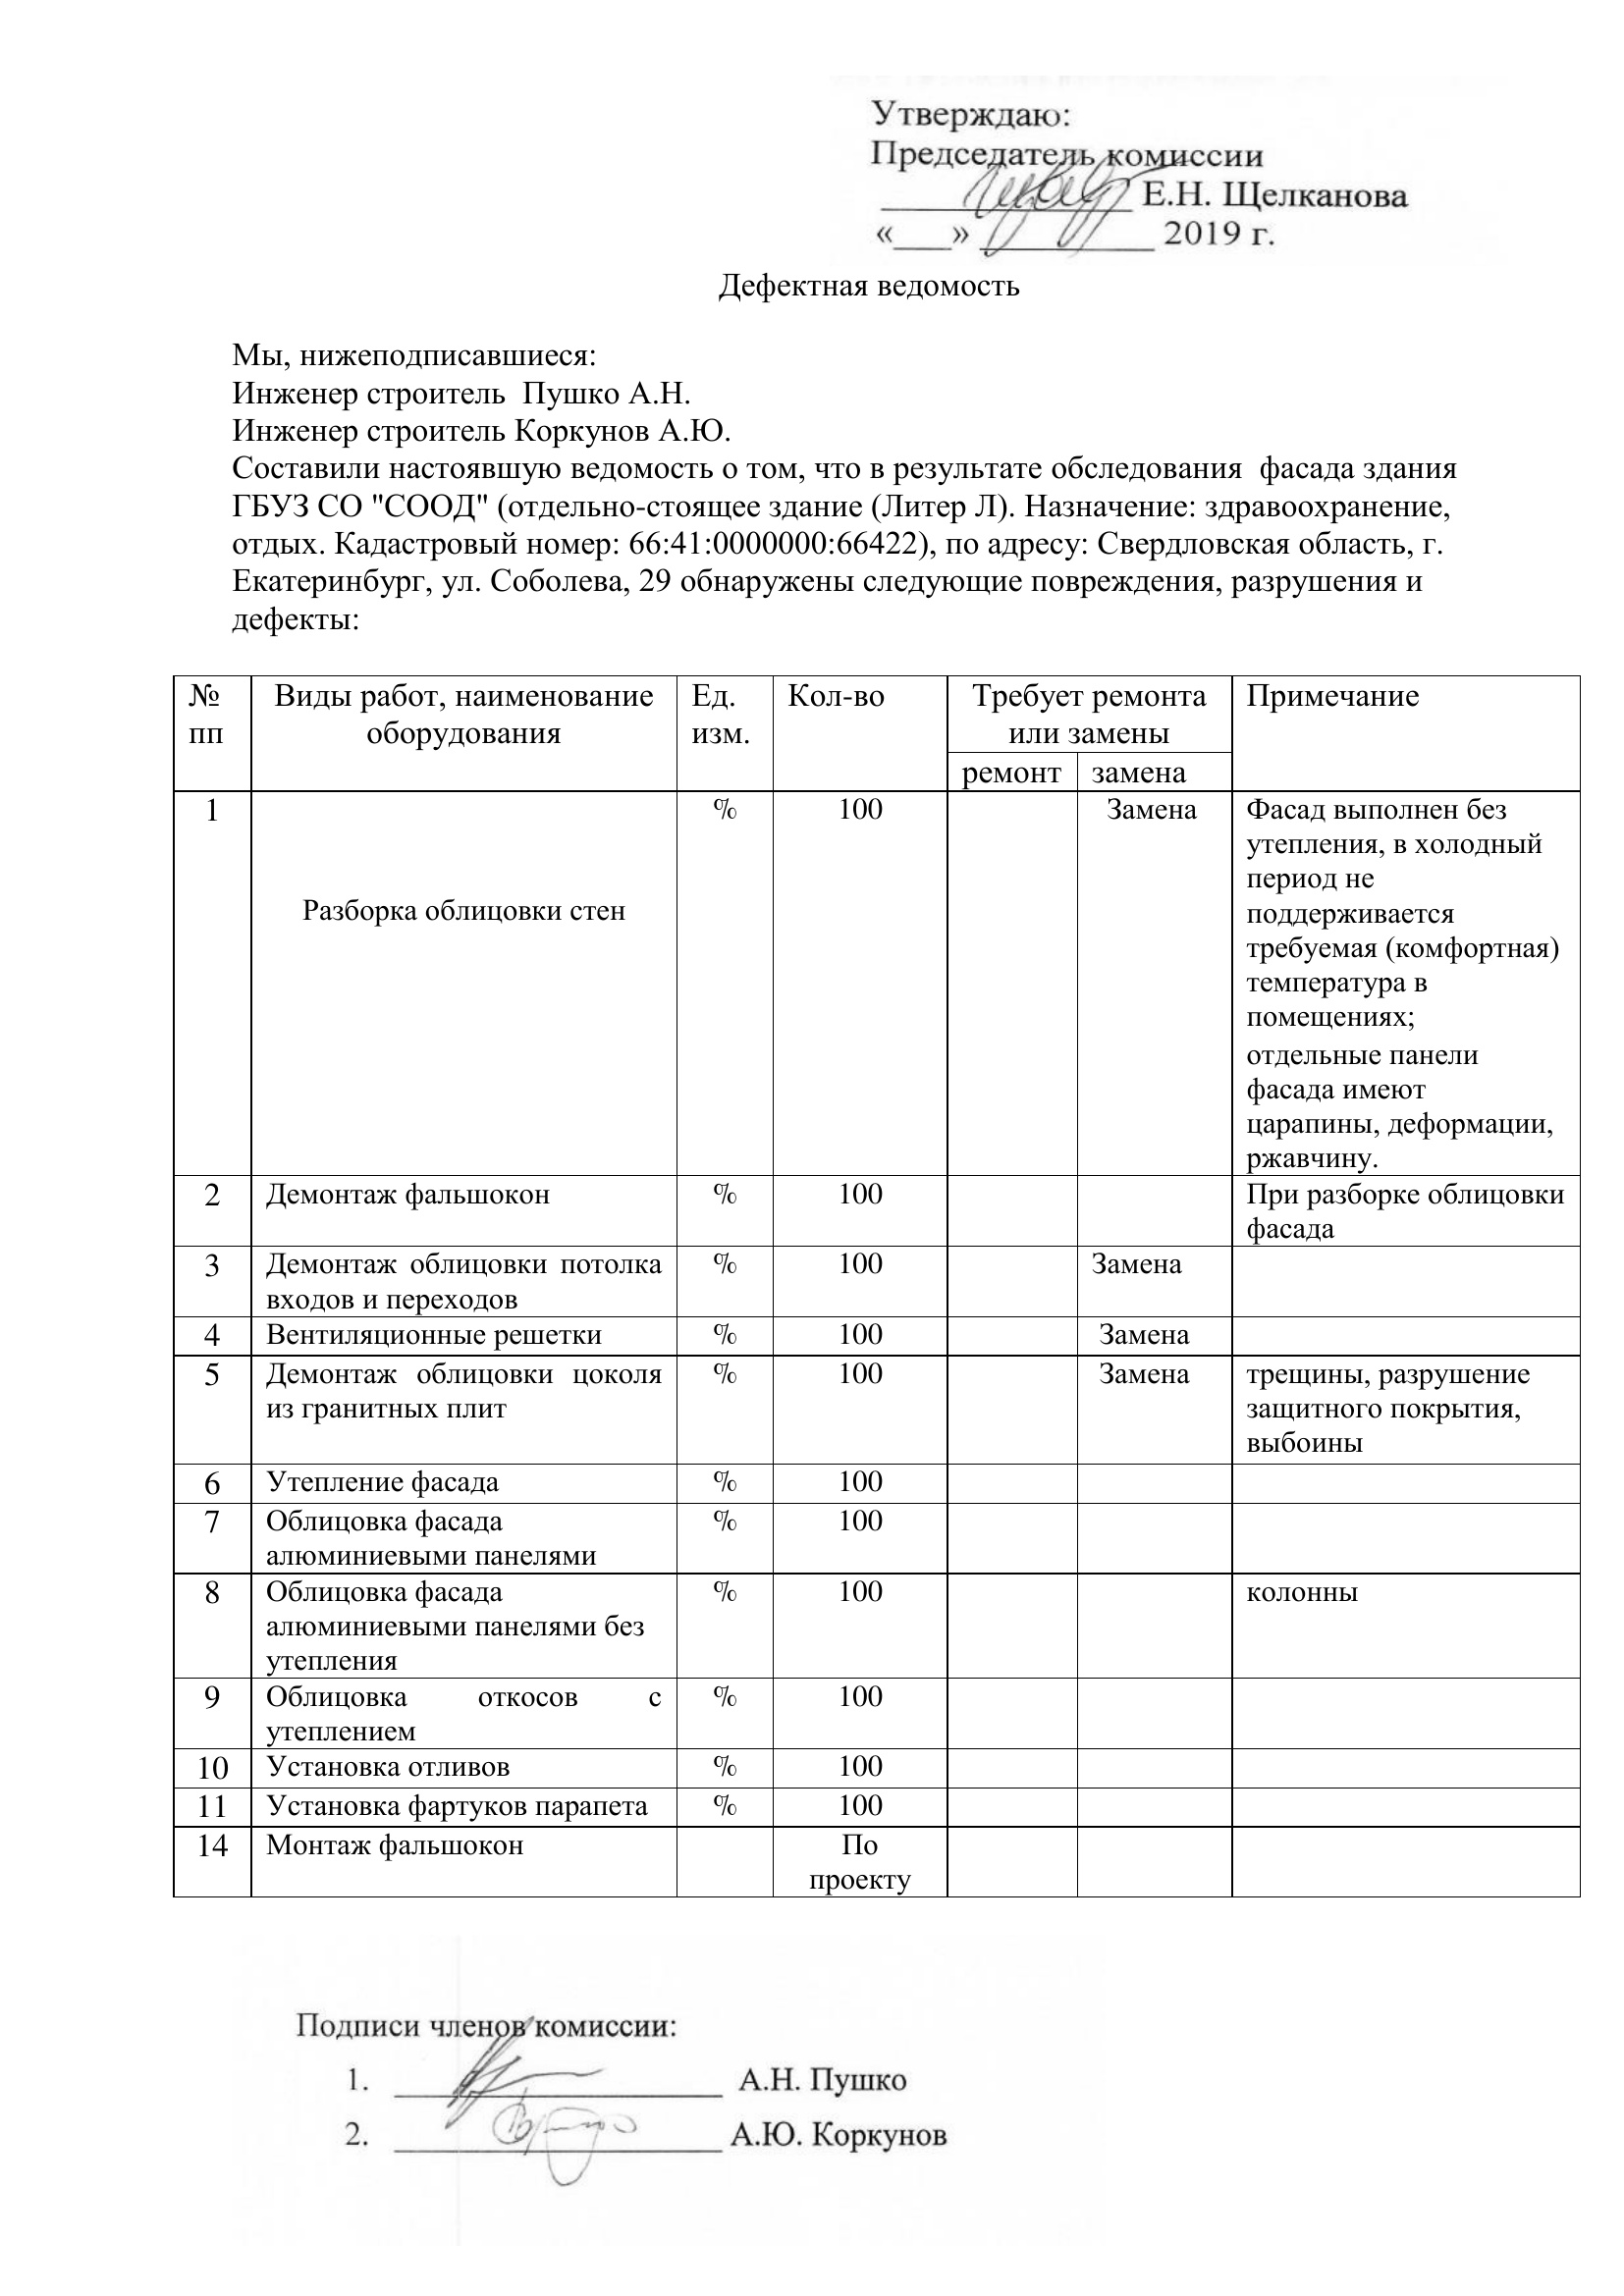 Утверждаю:
Председатель комиссии
______________ Е.Н. Щелканова
«___» __________ 2019 г.
Дефектная ведомость
Мы, нижеподписавшиеся:
Инженер строитель  Пушко А.Н.
Инженер строитель Коркунов А.Ю.
Составили настоявшую ведомость о том, что в результате обследования  фасада здания
ГБУЗ СО "СООД" (отдельно-стоящее здание (Литер Л). Назначение: здравоохранение,
отдых. Кадастровый номер: 66:41:0000000:66422), по адресу: Свердловская область, г.
Екатеринбург, ул. Соболева, 29 обнаружены следующие повреждения, разрушения и
дефекты:
№ пп
Виды работ, наименование
оборудования
Ед.
изм.
Кол-во
Требует ремонта
или замены
ремонт
замена
Примечание
1
Разборка облицовки стен
%
100
Замена
Фасад выполнен без
утепления, в холодный
период не
поддерживается
требуемая (комфортная)
температура в
помещениях;
отдельные панели
фасада имеют
царапины, деформации,
ржавчину.
2
Демонтаж фальшокон
%
100
При разборке облицовки
фасада
3
Демонтаж облицовки потолка
входов и переходов
%
100
Замена
4
Вентиляционные решетки
%
100
Замена
5
Демонтаж облицовки цоколя
из гранитных плит
%
100
Замена
трещины, разрушение
защитного покрытия,
выбоины
6
Утепление фасада
%
100
7
Облицовка фасада
алюминиевыми панелями
%
100
8
Облицовка фасада
алюминиевыми панелями без
утепления
%
100
колонны
9
Облицовка откосов с
утеплением
%
100
10
Установка отливов
%
100
11
Установка фартуков парапета
%
100
14
Монтаж фальшокон
По
проекту
Подписи членов комиссии:
1. __________________ А.Н. Пушко
2. __________________ А.Ю. Коркунов